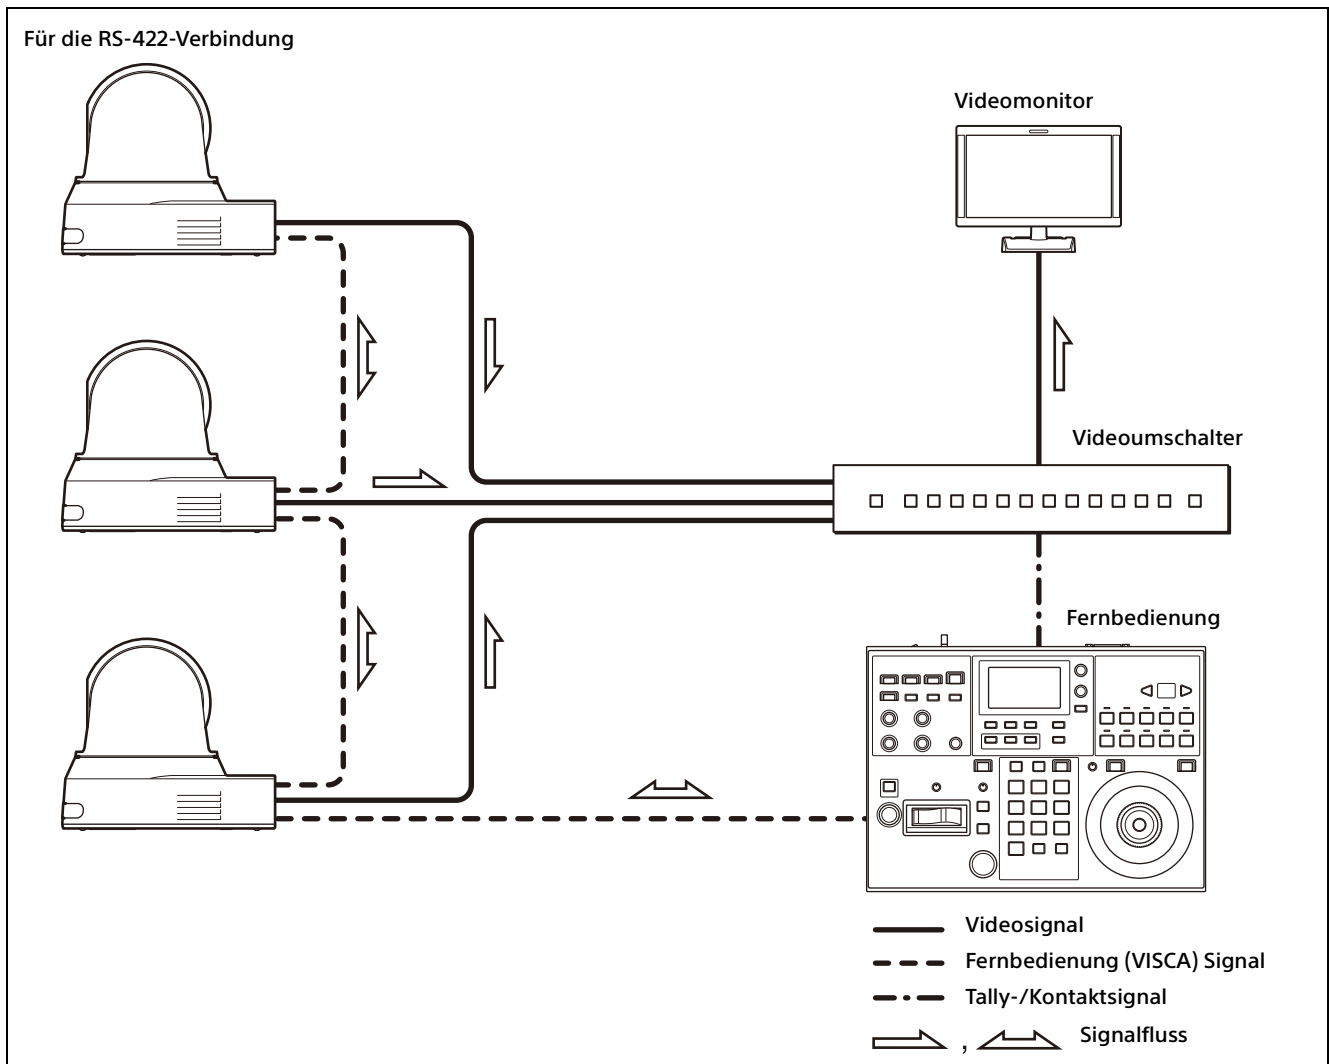 Für die RS-422-Verbindung
Videomonitor
Videoumschalter
Fernbedienung
Videosignal
Fernbedienung (VISCA) Signal
Tally-/Kontaktsignal
, Signalfluss